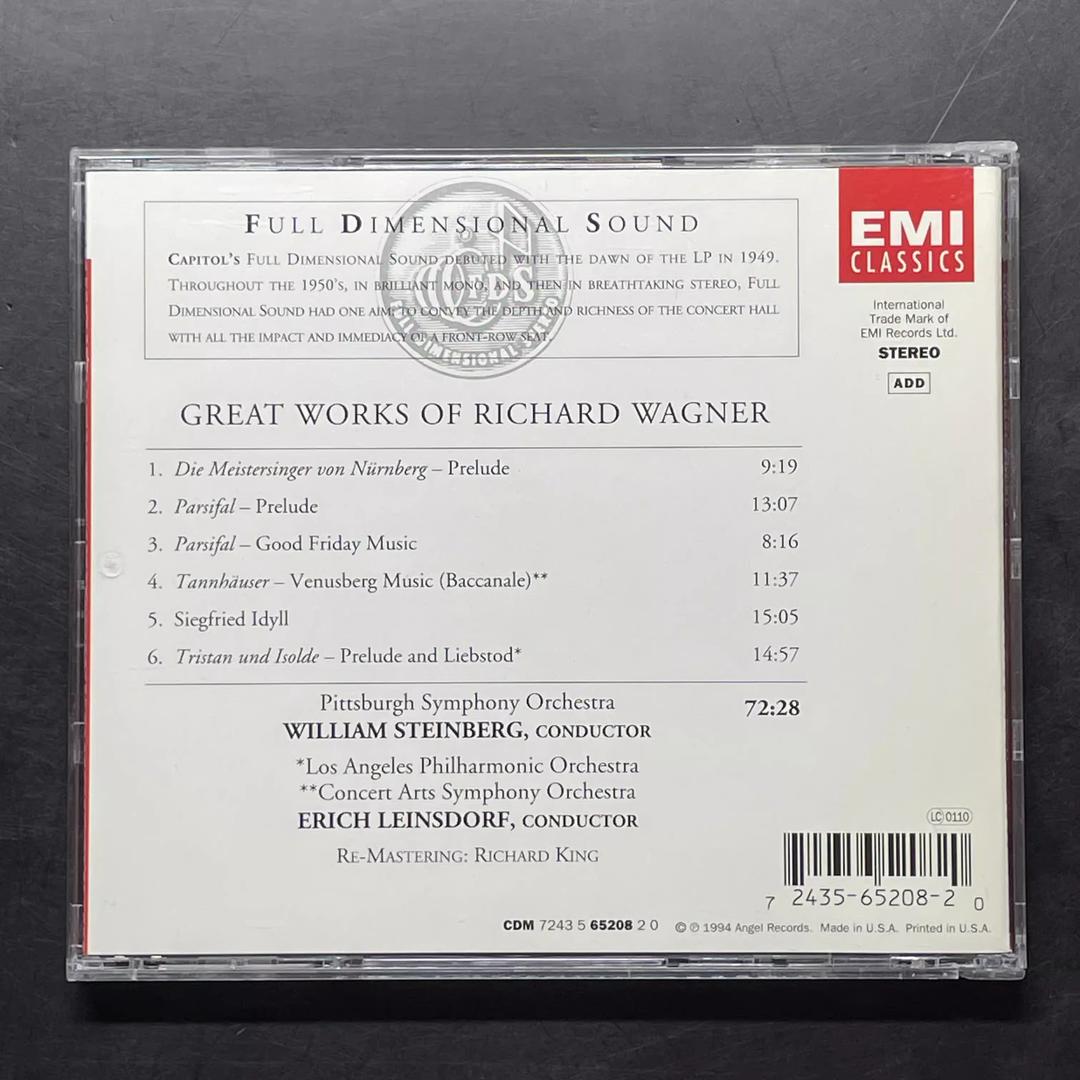 FULL DIMENSIONAL SOUND
CAPITOL'S FULL DIMENSIONAL SOUND DEBUTED WITH THE DAWN OF THE LP IN 1949.
THROUGHOUT THE 1950'S, IN BRILLIANT MONO, AND THEN IN BREATHTAKING STEREO, FULL
DIMENSIONAL SOUND HAD ONE AIM: TO CONVEY THE DEPTH AND RICHNESS OF THE CONCERT HALL
WITH ALL THE IMPACT AND IMMEDIACY OF A FRONT-ROW SEAT.
FDS
FULL DIMENSIONAL STEREO
EMI
CLASSICS
International
Trade Mark of
EMI Records Ltd.
STEREO
ADD
GREAT WORKS OF RICHARD WAGNER
1. Die Meistersinger von Nürnberg – Prelude 9:19
2. Parsifal – Prelude 13:07
3. Parsifal – Good Friday Music 8:16
4. Tannhäuser – Venusberg Music (Baccanale)** 11:37
5. Siegfried Idyll 15:05
6. Tristan und Isolde – Prelude and Liebstod* 14:57
Pittsburgh Symphony Orchestra 72:28
WILLIAM STEINBERG, CONDUCTOR
*Los Angeles Philharmonic Orchestra
**Concert Arts Symphony Orchestra
ERICH LEINSDORF, CONDUCTOR
RE-MASTERING: RICHARD KING
LC 0110
7 2435-65208-2 0
CDM 7243 5 65208 2 0 © ℗ 1994 Angel Records. Made in U.S.A. Printed in U.S.A.